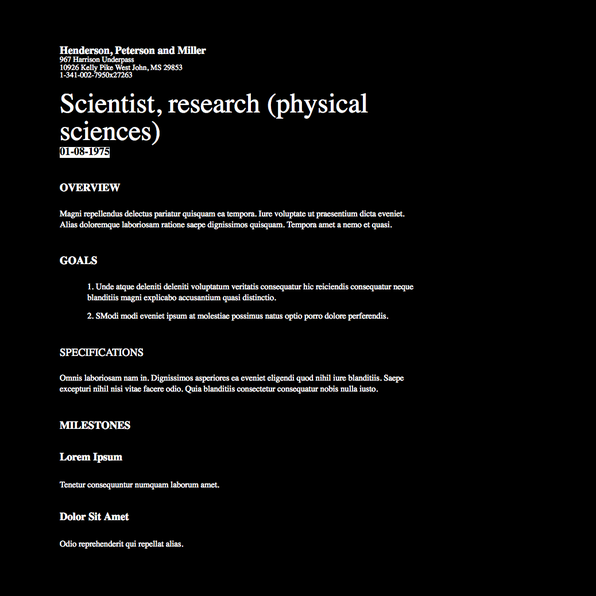 Henderson, Peterson and Miller
967 Harrison Underpass
10926 Kelly Pike West John, MS 29853
1-341-002-7950x27263
Scientist, research (physical
sciences)
01-08-1975
OVERVIEW
Magni repellendus delectus pariatur quisquam ea tempora. Iure voluptate ut praesentium dicta eveniet.
Alias doloremque laboriosam ratione saepe dignissimos quisquam. Tempora amet a nemo et quasi.
GOALS
1. Unde atque deleniti deleniti voluptatum veritatis consequatur hic reiciendis consequatur neque
blanditiis magni explicabo accusantium quasi distinctio.
2. SModi modi eveniet ipsum at molestiae possimus natus optio porro dolore perferendis.
SPECIFICATIONS
Omnis laboriosam nam in. Dignissimos asperiores ea eveniet eligendi quod nihil iure blanditiis. Saepe
excepturi nihil nisi vitae facere odio. Quia blanditiis consectetur consequatur nobis nulla iusto.
MILESTONES
Lorem Ipsum
Tenetur consequuntur numquam laborum amet.
Dolor Sit Amet
Odio reprehenderit qui repellat alias.